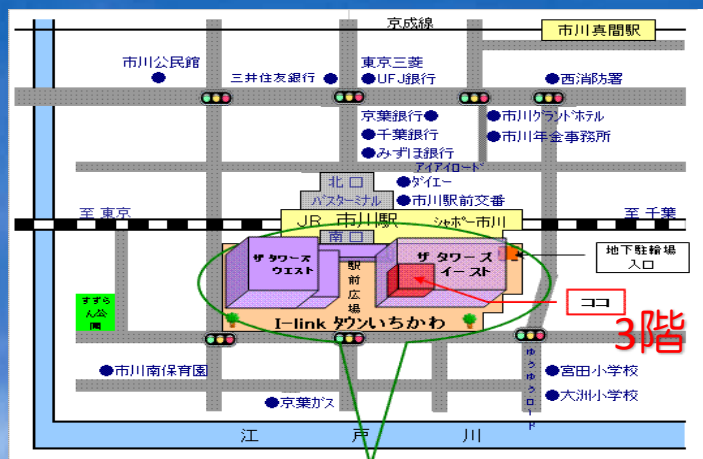 京成線
市川真間駅
市川公民館
三井住友銀行
東京三菱
UFJ銀行
西消防署
京葉銀行
千葉銀行
みずほ銀行
市川グランドホテル
市川年金事務所
アイアイロード
北口
バスターミナル
ダイエー
市川駅前交番
至 東京
JR 市川駅
シャポー市川
至 千葉
南口
ザ タワーズ
ウエスト
駅前広場
ザ タワーズ
イースト
地下駐輪場
入口
すずらん公園
ココ
3階
I-link タウンいちかわ
ゆうゆうロード
市川南保育園
宮田小学校
京葉ガス
大洲小学校
江戸川